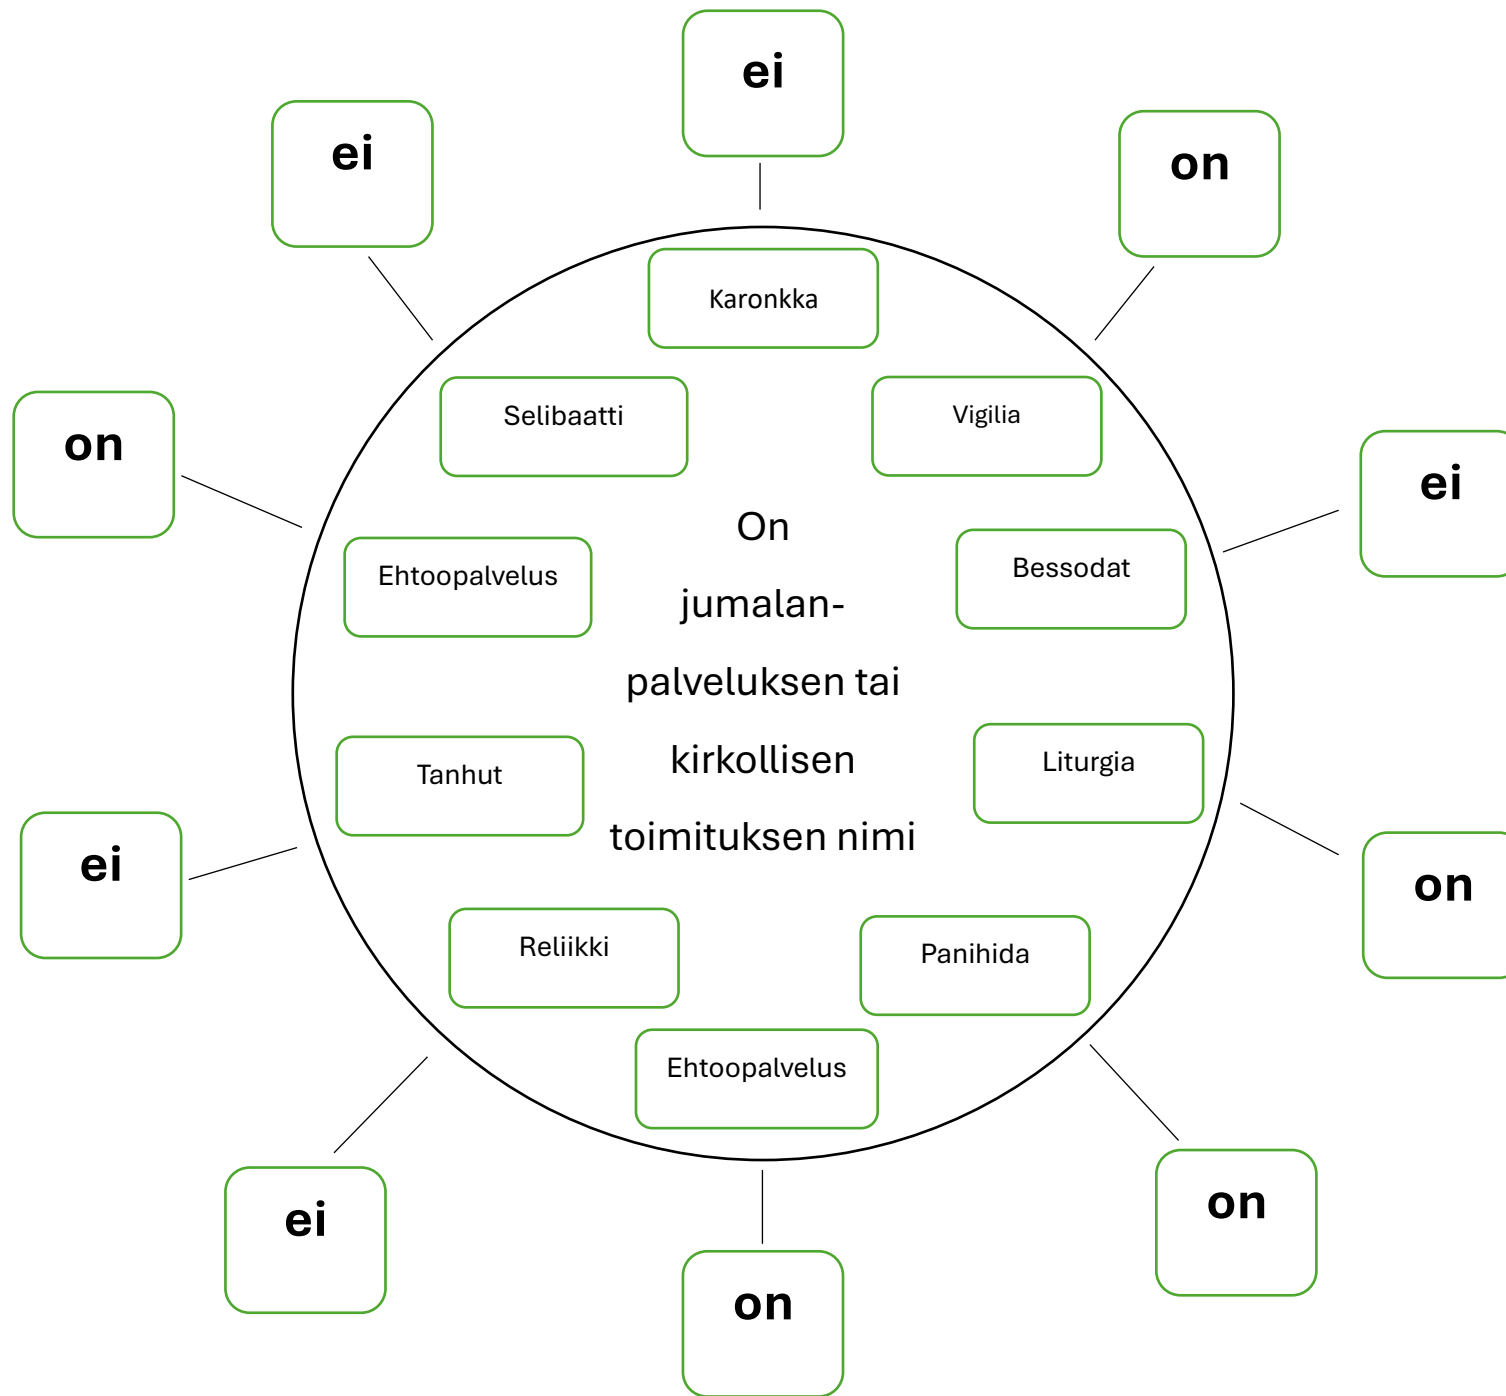 ei
ei
on
Karonkka
Selibaatti
Vigilia
on
ei
On
jumalan-
palveluksen tai
kirkollisen
toimituksen nimi
Ehtoopalvelus
Bessodat
Tanhut
Liturgia
ei
on
Reliikki
Panihida
Ehtoopalvelus
ei
on
on